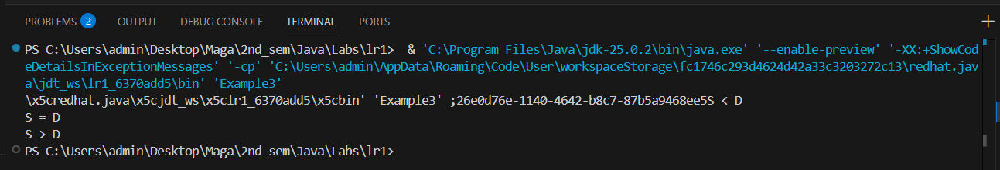 PROBLEMS 2 OUTPUT DEBUG CONSOLE TERMINAL PORTS
PS C:\Users\admin\Desktop\Maga\2nd_sem\Java\Labs\lr1>  & 'C:\Program Files\Java\jdk-25.0.2\bin\java.exe' '--enable-preview' '-XX:+ShowCod
eDetailsInExceptionMessages' '-cp' 'C:\Users\admin\AppData\Roaming\Code\User\workspaceStorage\fc1746c293d4624d42a33c3203272c13\redhat.jav
a\jdt_ws\lr1_6370add5\bin' 'Example3'
\x5credhat.java\x5cjdt_ws\x5clr1_6370add5\x5cbin' 'Example3' ;26e0d76e-1140-4642-b8c7-87b5a9468ee5S < D
S = D
S > D
PS C:\Users\admin\Desktop\Maga\2nd_sem\Java\Labs\lr1>